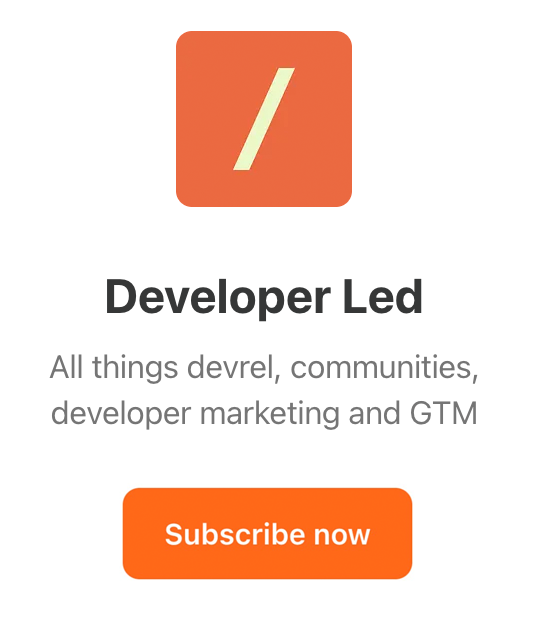 /
Developer Led
All things devrel, communities,
developer marketing and GTM
Subscribe now